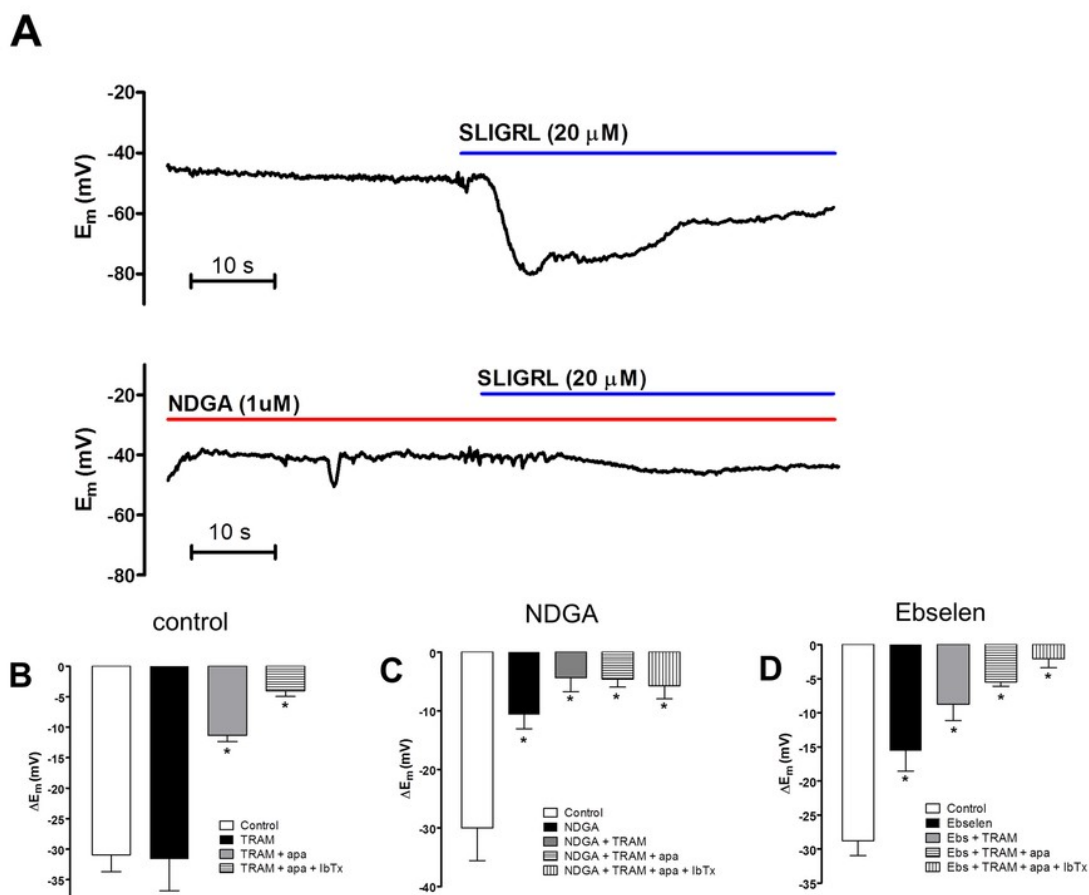 A
-20
-40
-60
-80
Em (mV)
SLIGRL (20 μM)
10 s
-20
-40
-60
-80
Em (mV)
NDGA (1uM)
SLIGRL (20 μM)
10 s
control
B
0
-5
-10
-15
-20
-25
-30
-35
ΔEm (mV)
*
*
Control
TRAM
TRAM + apa
TRAM + apa + IbTx
NDGA
C
0
-10
-20
-30
-40
ΔEm (mV)
*
*
*
*
Control
NDGA
NDGA + TRAM
NDGA + TRAM + apa
NDGA + TRAM + apa + IbTx
Ebselen
D
0
-5
-10
-15
-20
-25
-30
-35
ΔEm (mV)
*
*
*
*
Control
Ebselen
Ebs + TRAM
Ebs + TRAM + apa
Ebs + TRAM + apa + IbTx